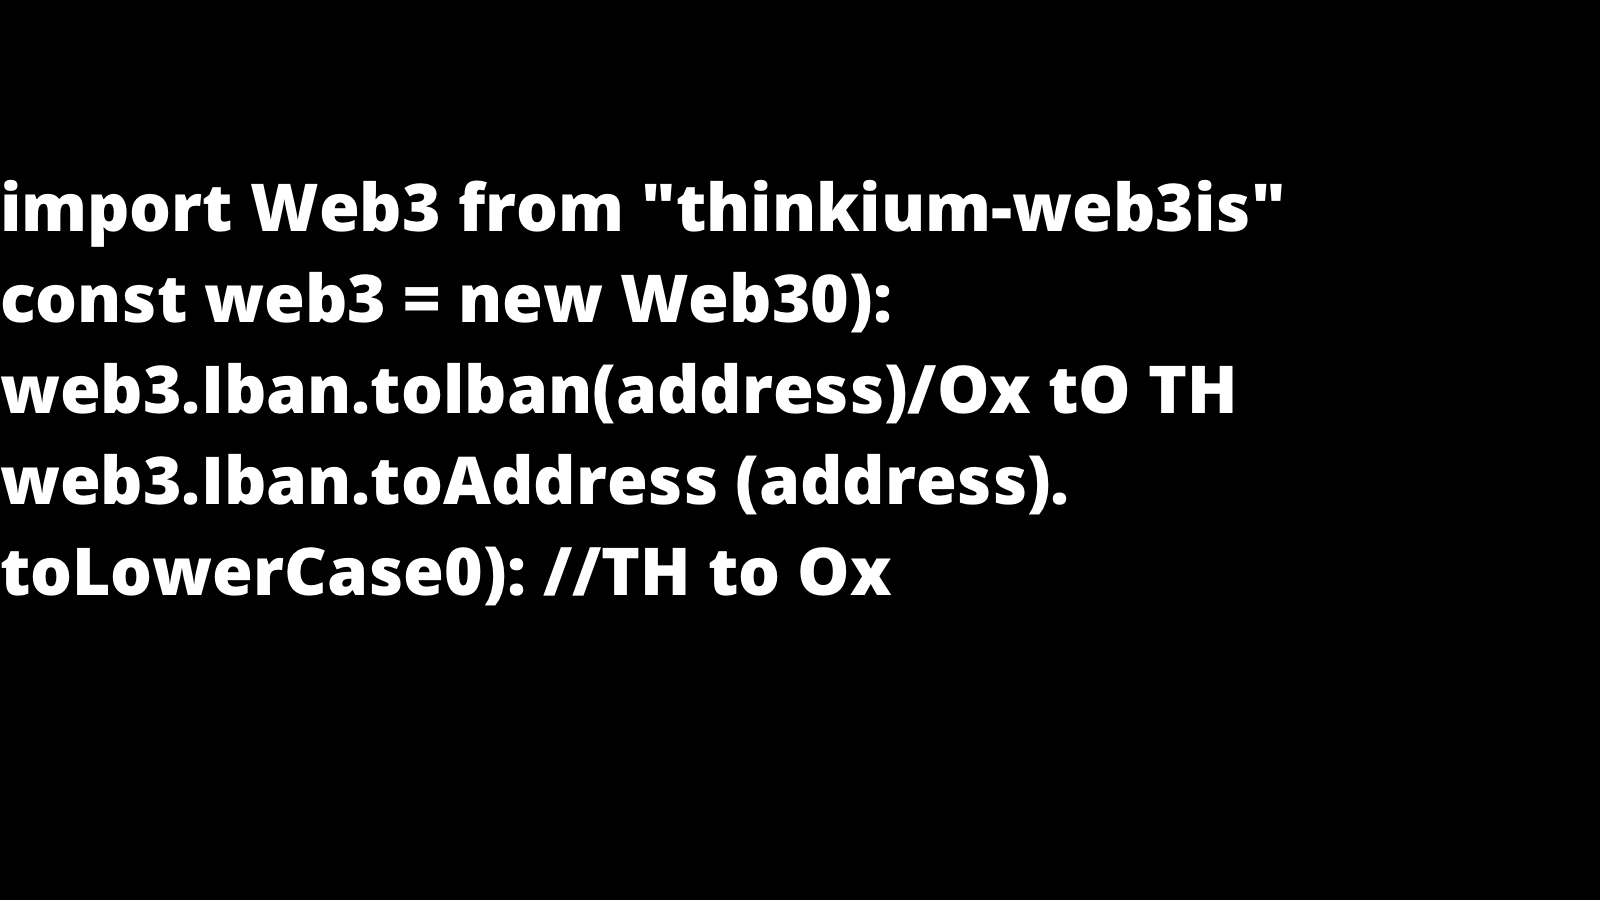 import Web3 from "thinkium-web3is"
const web3 = new Web30):
web3.Iban.tolban(address)/Ox tO TH
web3.Iban.toAddress (address).
toLowerCase0): //TH to Ox